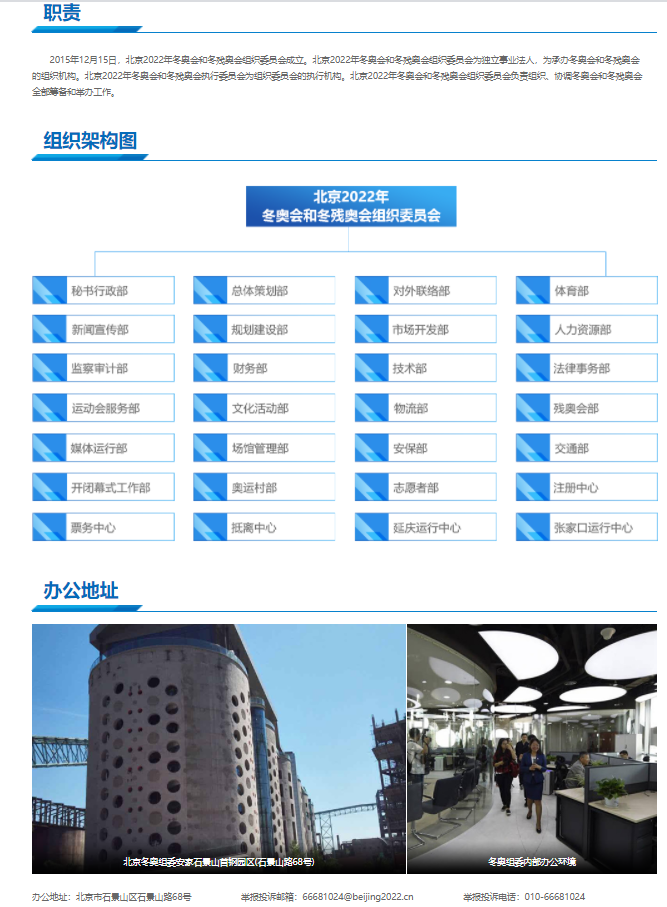 职责
2015年12月15日，北京2022年冬奥会和冬残奥会组织委员会成立。北京2022年冬奥会和冬残奥会组织委员会为独立事业法人，为承办冬奥会和冬残奥会
的组织机构。北京2022年冬奥会和冬残奥会执行委员会为组织委员会的执行机构。北京2022年冬奥会和冬残奥会组织委员会负责组织、协调冬奥会和冬残奥会
全部筹备和举办工作。
组织架构图
北京2022年
冬奥会和冬残奥会组织委员会
秘书行政部 总体策划部 对外联络部 体育部
新闻宣传部 规划建设部 市场开发部 人力资源部
监察审计部 财务部 技术部 法律事务部
运动会服务部 文化活动部 物流部 残奥会部
媒体运行部 场馆管理部 安保部 交通部
开闭幕式工作部 奥运村部 志愿者部 注册中心
票务中心 抵离中心 延庆运行中心 张家口运行中心
办公地址
北京冬奥组委安家石景山首钢园区(石景山路68号) 冬奥组委内部办公环境
办公地址：北京市石景山区石景山路68号 举报投诉邮箱：66681024@beijing2022.cn 举报投诉电话：010-66681024